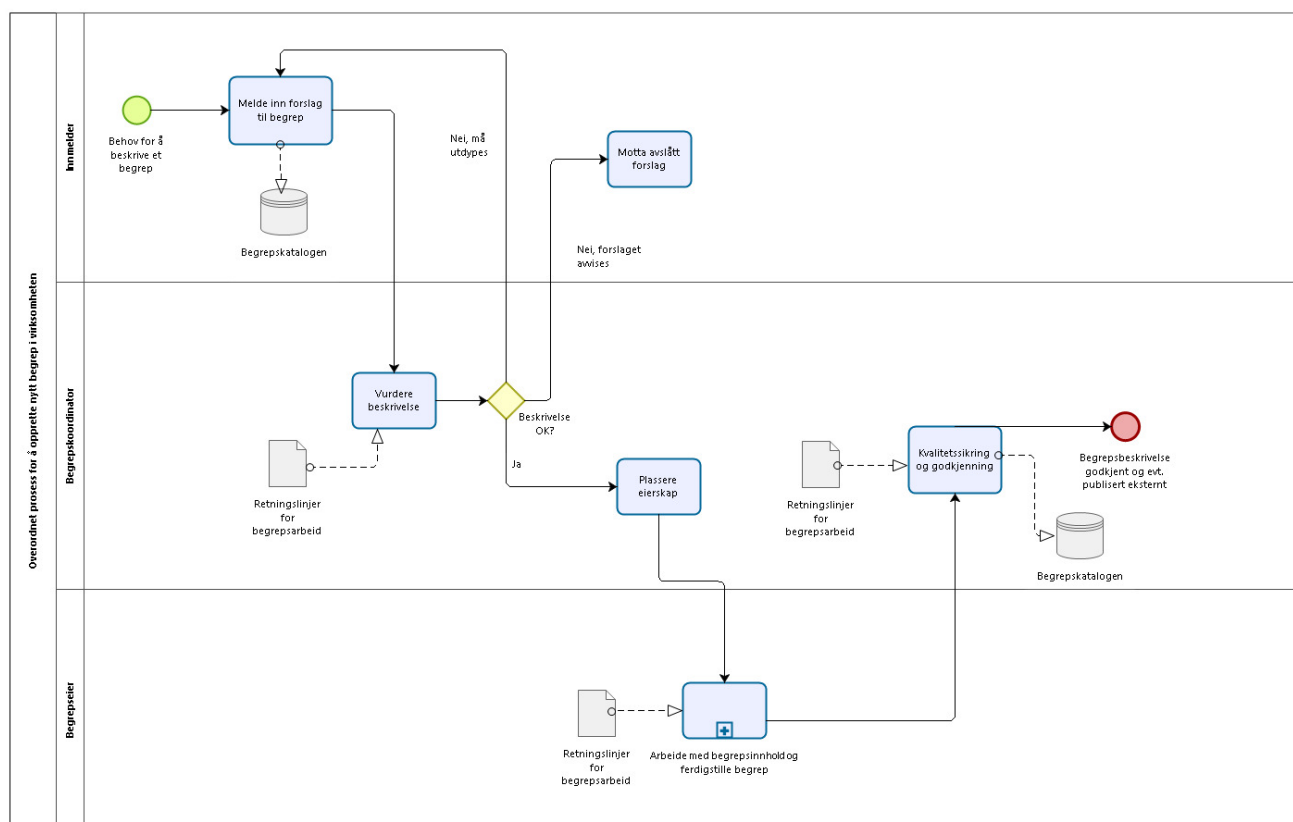 Overordnet prosess for å opprette nytt begrep i virksomheten
Innmelder
Behov for å
beskrive et
begrep
Melde inn forslag
til begrep
Begrepskatalogen
Nei, må
utdypes
Motta avslått
forslag
Nei, forslaget
avvises
Begrepskoordinator
Vurdere
beskrivelse
Retningslinjer
for
begrepsarbeid
Beskrivelse
OK?
Ja
Plassere
eierskap
Retningslinjer
for
begrepsarbeid
Kvalitetssikring
og godkjenning
Begrepsbeskrivelse
godkjent og evt.
publisert eksternt
Begrepskatalogen
Begrepseier
Retningslinjer
for
begrepsarbeid
Arbeide med begrepsinnhold og
ferdigstille begrep